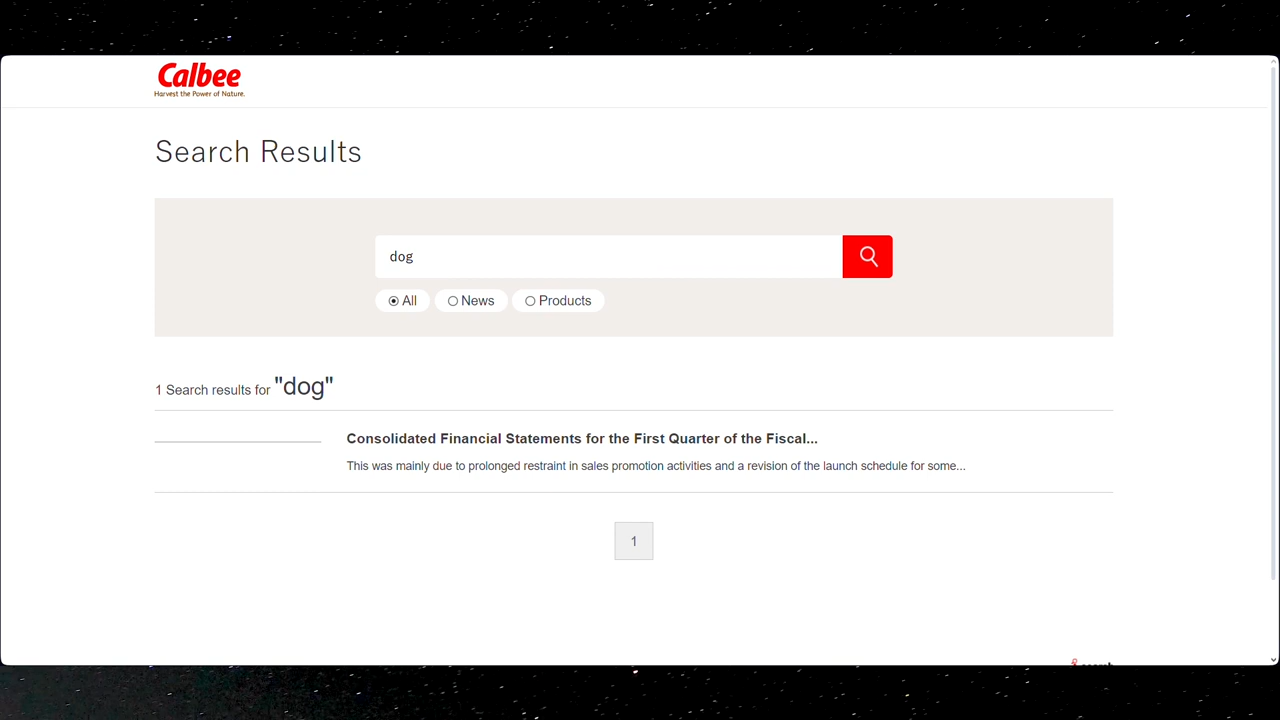 Calbee
Harvest the Power of Nature.
Search Results
dog
All
News
Products
1 Search results for "dog"
Consolidated Financial Statements for the First Quarter of the Fiscal...
This was mainly due to prolonged restraint in sales promotion activities and a revision of the launch schedule for some...
1